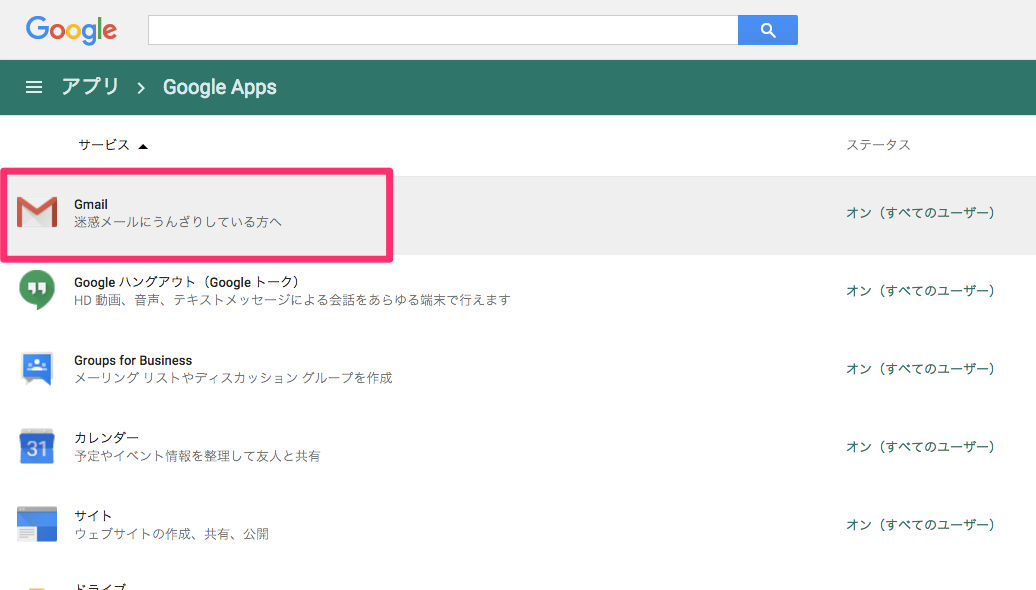 Google
アプリ > Google Apps
サービス ▲ ステータス
Gmail
迷惑メールにうんざりしている方へ
オン（すべてのユーザー）
Google ハングアウト（Google トーク）
HD 動画、音声、テキストメッセージによる会話をあらゆる端末で行えます
オン（すべてのユーザー）
Groups for Business
メーリング リストやディスカッション グループを作成
オン（すべてのユーザー）
31
カレンダー
予定やイベント情報を整理して友人と共有
オン（すべてのユーザー）
サイト
ウェブサイトの作成、共有、公開
オン（すべてのユーザー）
ドライブ